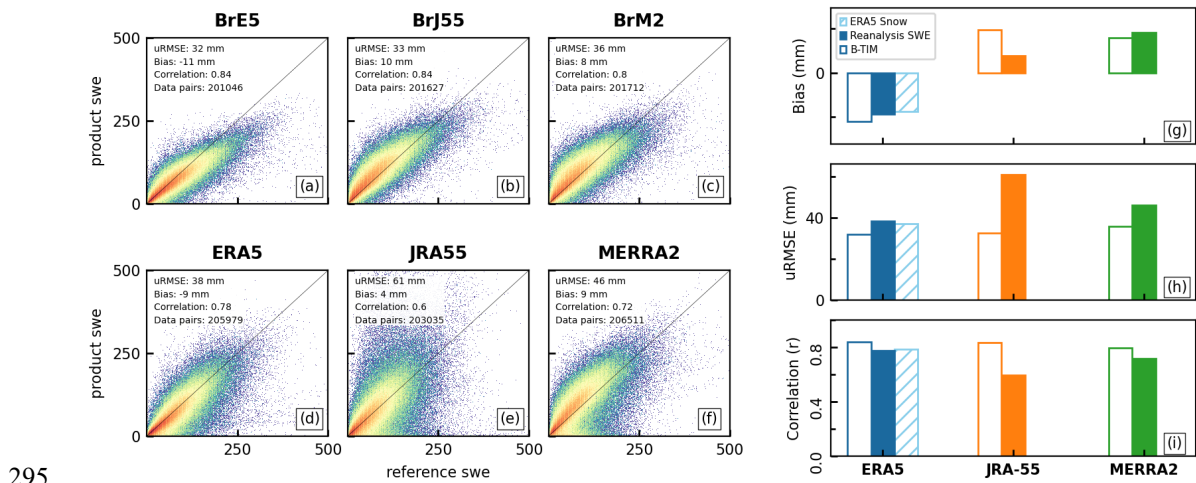 BrE5
500
uRMSE: 32 mm
Bias: -11 mm
Correlation: 0.84
Data pairs: 201046
250
product swe
0
(a)
BrJ55
uRMSE: 33 mm
Bias: 10 mm
Correlation: 0.84
Data pairs: 201627
(b)
BrM2
uRMSE: 36 mm
Bias: 8 mm
Correlation: 0.8
Data pairs: 201712
(c)
ERA5
500
uRMSE: 38 mm
Bias: -9 mm
Correlation: 0.78
Data pairs: 205979
250
product swe
0
(d)
250
500
JRA55
uRMSE: 61 mm
Bias: 4 mm
Correlation: 0.6
Data pairs: 203035
(e)
250
500
reference swe
MERRA2
uRMSE: 46 mm
Bias: 9 mm
Correlation: 0.72
Data pairs: 206511
(f)
250
500
ERA5 Snow
Reanalysis SWE
B-TIM
Bias (mm)
0
(g)
uRMSE (mm)
40
0
(h)
Correlation (r)
0.8
0.4
0.0
(i)
ERA5
JRA-55
MERRA2
295